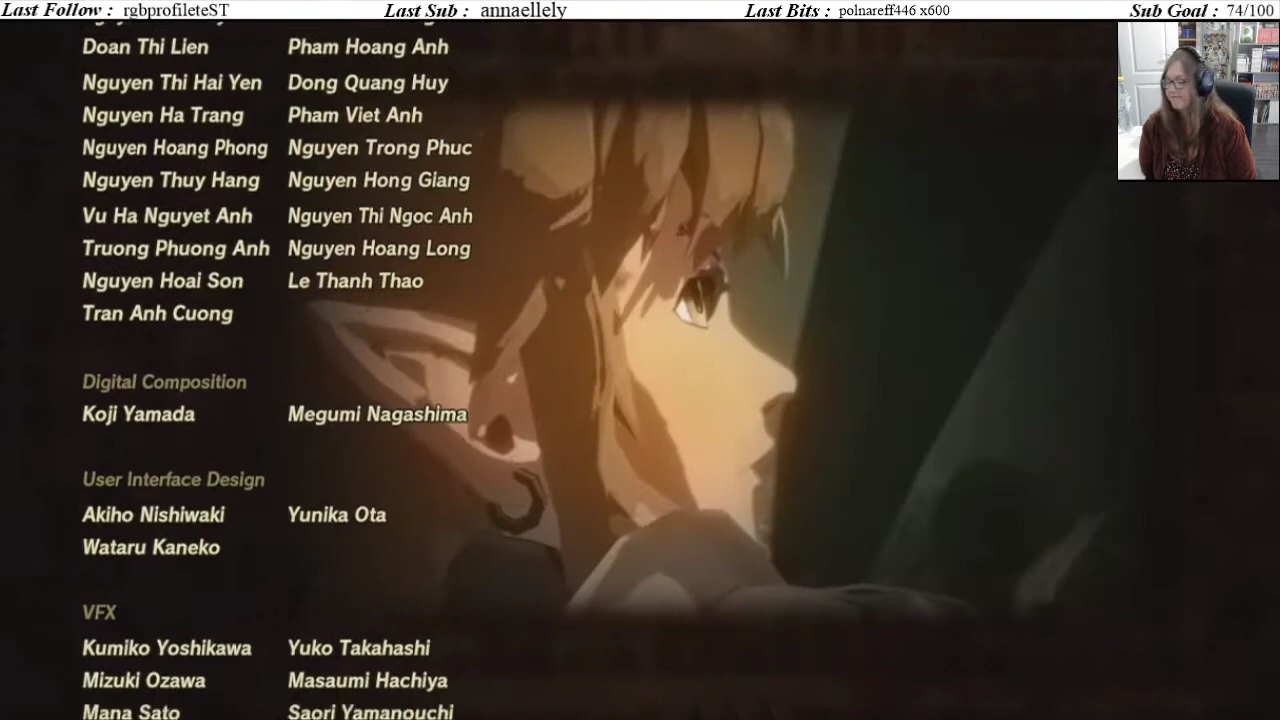 Last Follow : rgbprofileteST Last Sub : annaellely Last Bits : polnareff446 x600 Sub Goal : 74/100
Doan Thi Lien Pham Hoang Anh
Nguyen Thi Hai Yen Dong Quang Huy
Nguyen Ha Trang Pham Viet Anh
Nguyen Hoang Phong Nguyen Trong Phuc
Nguyen Thuy Hang Nguyen Hong Giang
Vu Ha Nguyet Anh Nguyen Thi Ngoc Anh
Truong Phuong Anh Nguyen Hoang Long
Nguyen Hoai Son Le Thanh Thao
Tran Anh Cuong
Digital Composition
Koji Yamada Megumi Nagashima
User Interface Design
Akiho Nishiwaki Yunika Ota
Wataru Kaneko
VFX
Kumiko Yoshikawa Yuko Takahashi
Mizuki Ozawa Masaumi Hachiya
Mana Sato Saori Yamanouchi